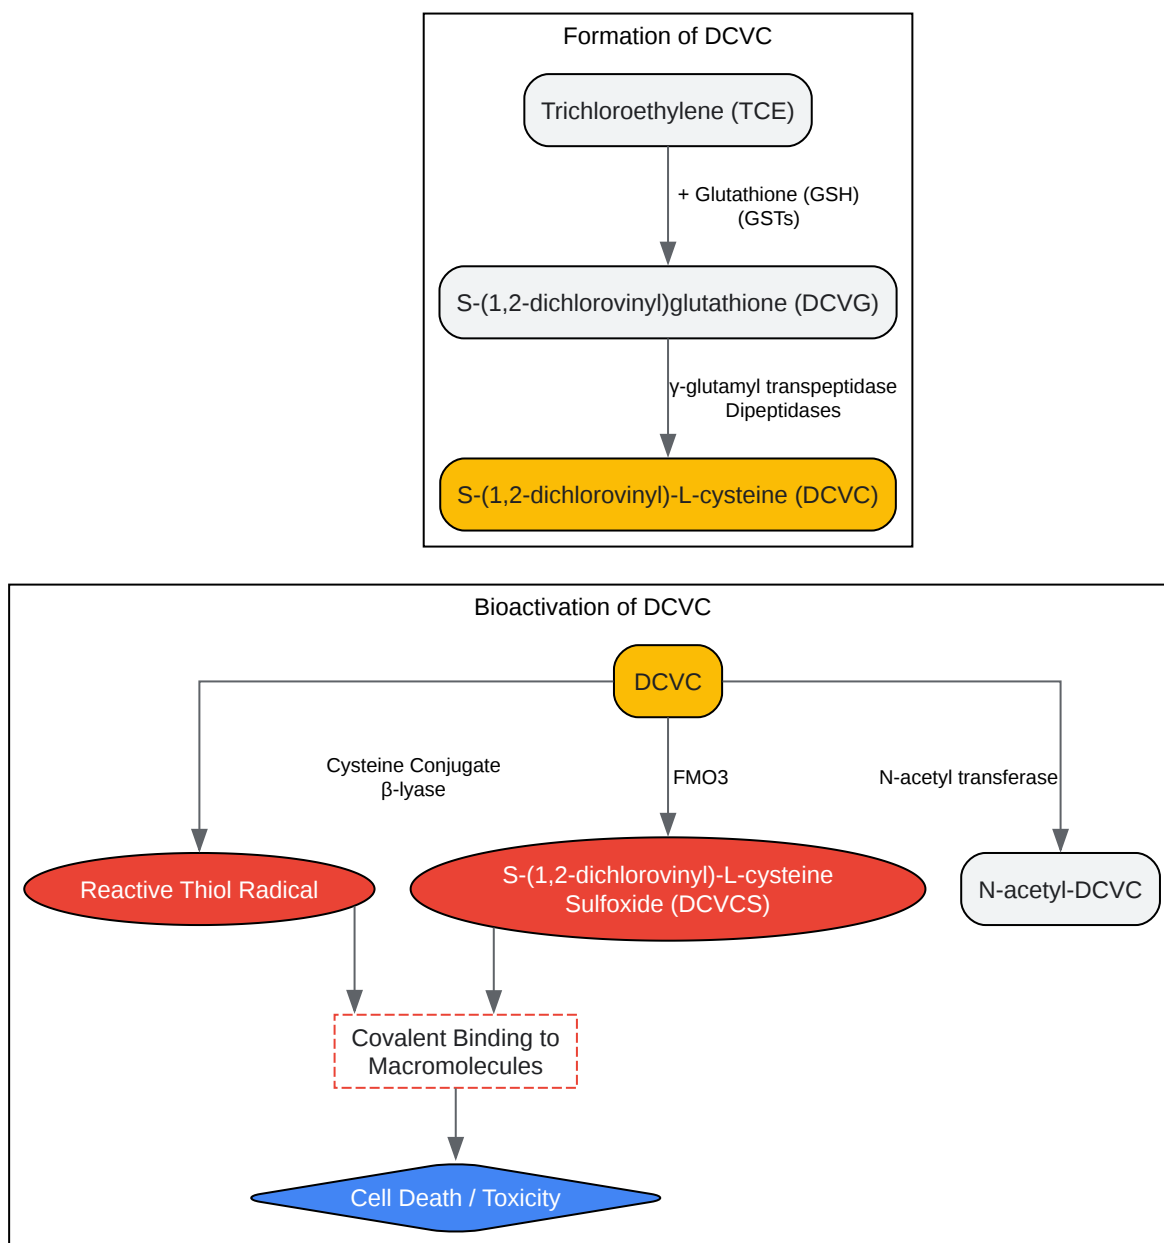 Formation of DCVC
Trichloroethylene (TCE)
+ Glutathione (GSH)
(GSTs)
S-(1,2-dichlorovinyl)glutathione (DCVG)
γ-glutamyl transpeptidase
Dipeptidases
S-(1,2-dichlorovinyl)-L-cysteine (DCVC)
Bioactivation of DCVC
DCVC
Cysteine Conjugate
β-lyase
FMO3
N-acetyl transferase
Reactive Thiol Radical
S-(1,2-dichlorovinyl)-L-cysteine
Sulfoxide (DCVCS)
N-acetyl-DCVC
Covalent Binding to
Macromolecules
Cell Death / Toxicity